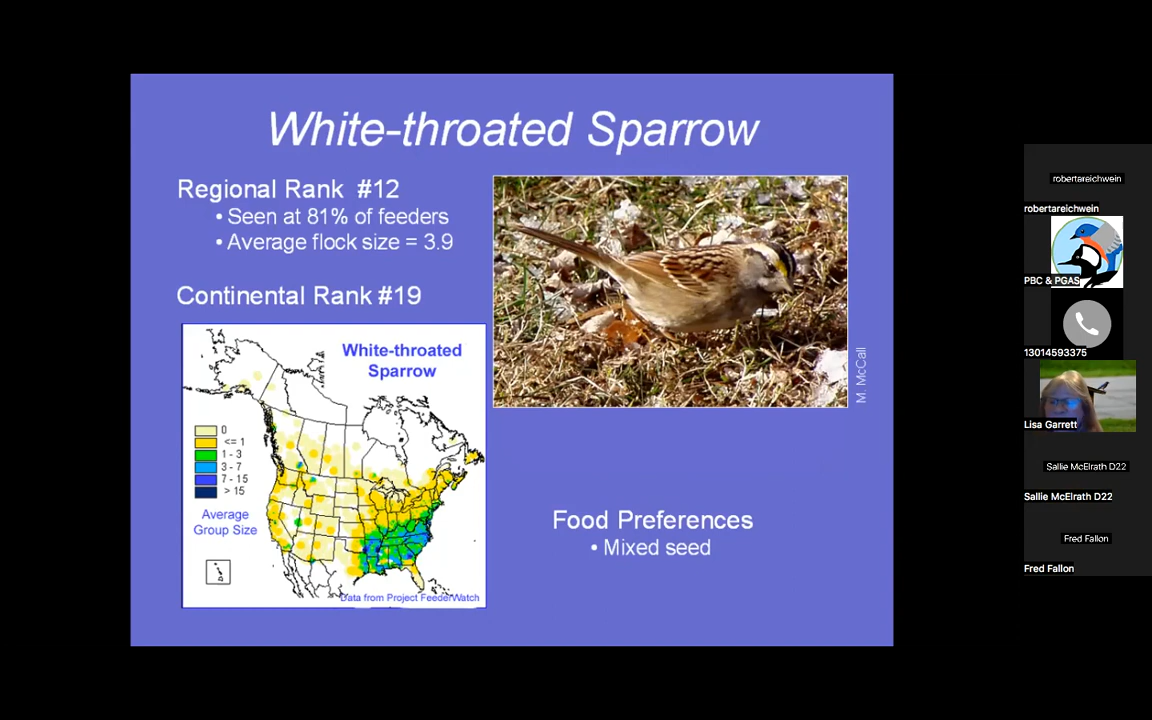 White-throated Sparrow
Regional Rank #12
• Seen at 81% of feeders
• Average flock size = 3.9
Continental Rank #19
White-throated
Sparrow
0
<= 1
1 - 3
3 - 7
7 - 15
> 15
Average
Group Size
Data from Project FeederWatch
M. McCall
Food Preferences
• Mixed seed
robertareichwein
robertareichwein
PBC & PGAS
13014593375
Lisa Garrett
Sallie McElrath D22
Sallie McElrath D22
Fred Fallon
Fred Fallon